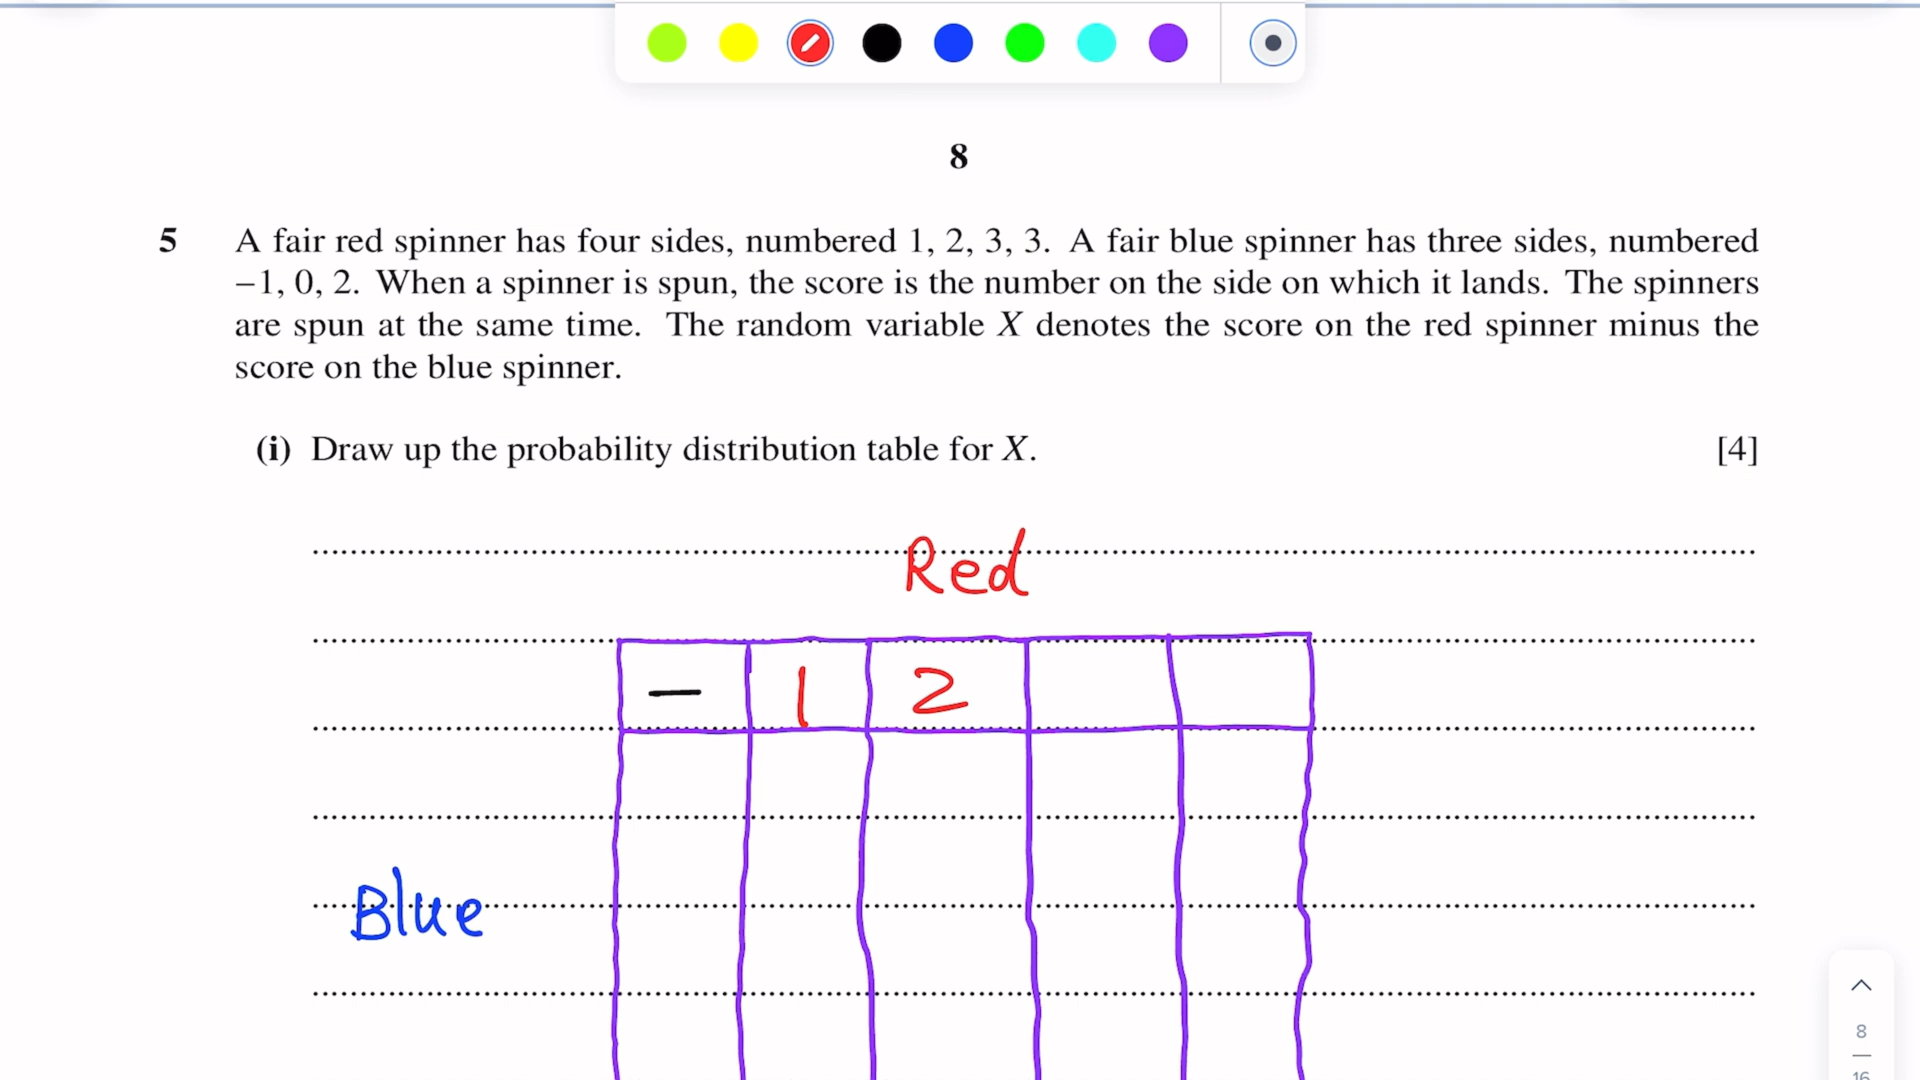 8
5 A fair red spinner has four sides, numbered 1, 2, 3, 3. A fair blue spinner has three sides, numbered
−1, 0, 2. When a spinner is spun, the score is the number on the side on which it lands. The spinners
are spun at the same time. The random variable X denotes the score on the red spinner minus the
score on the blue spinner.
(i) Draw up the probability distribution table for X. [4]
Red
− 1 2
Blue
8
16